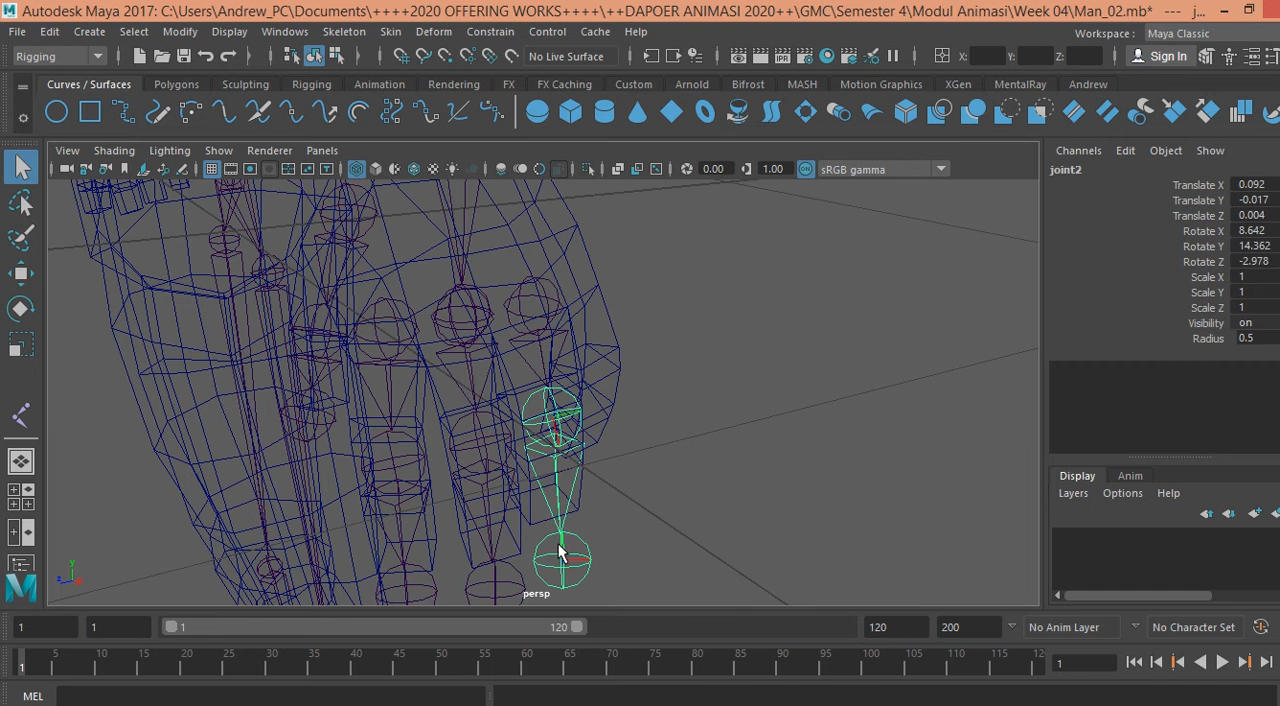 Autodesk Maya 2017: C:\Users\Andrew_PC\Documents\++++2020 OFFERING WORKS++++\++DAPOER ANIMASI 2020++\GMC\Semester 4\Modul Animasi\Week 04\Man_02.mb* --- j...
File Edit Create Select Modify Display Windows Skeleton Skin Deform Constrain Control Cache Help
Workspace : Maya Classic
Rigging No Live Surface X: Y: Z: Sign In
Curves / Surfaces Polygons Sculpting Rigging Animation Rendering FX FX Caching Custom Arnold Bifrost MASH Motion Graphics XGen MentalRay Andrew
View Shading Lighting Show Renderer Panels
0.00 1.00 ON sRGB gamma
Channels Edit Object Show
joint2
Translate X 0.092
Translate Y -0.017
Translate Z 0.004
Rotate X 8.642
Rotate Y 14.362
Rotate Z -2.978
Scale X 1
Scale Y 1
Scale Z 1
Visibility on
Radius 0.5
Display Anim
Layers Options Help
y
persp
1 1 1 120 120 200 No Anim Layer No Character Set
1 5 10 15 20 25 30 35 40 45 50 55 60 65 70 75 80 85 90 95 100 105 110 115 12 1
MEL